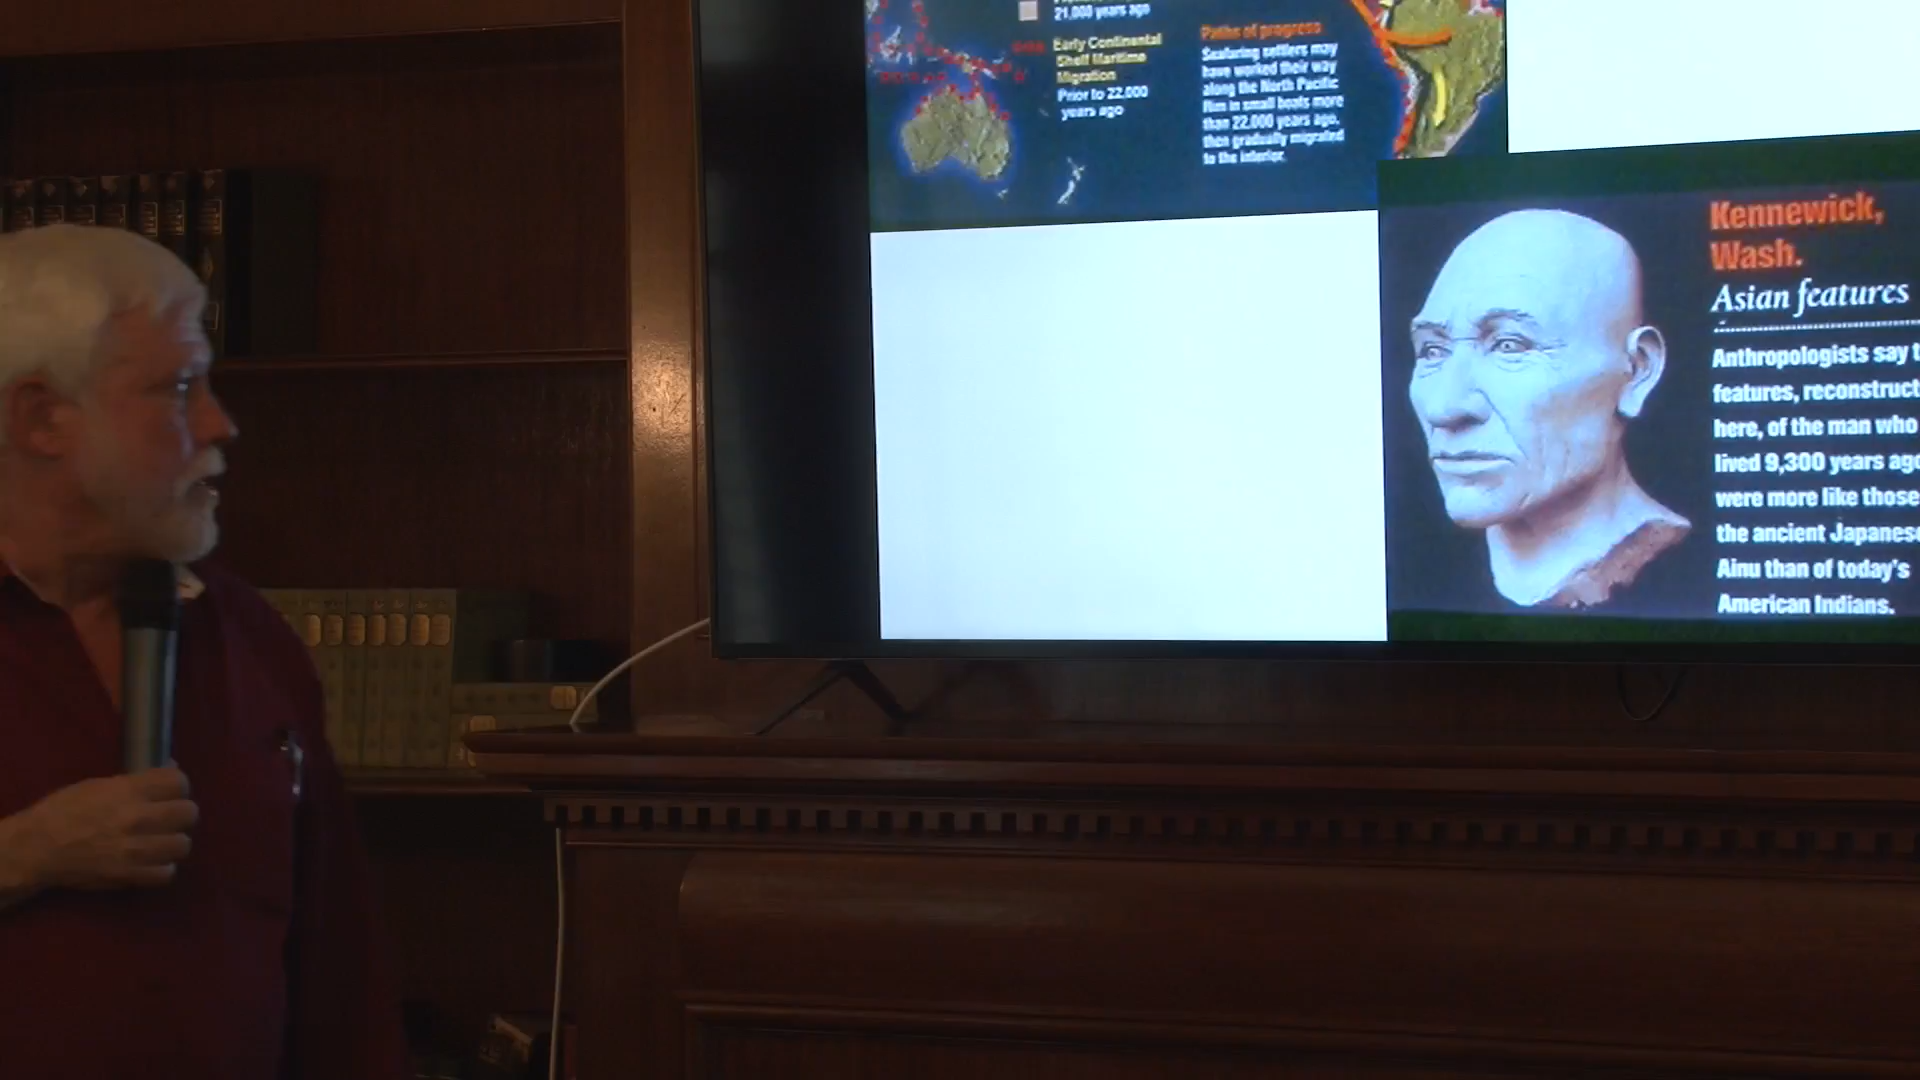 21,000 years ago
Early Continental
Shelf Maritime
Migration
Prior to 22,000
years ago
Paths of progress
Seafaring settlers may
have worked their way
along the North Pacific
Rim in small boats more
than 22,000 years ago,
then gradually migrated
to the interior.
Kennewick,
Wash.
Asian features
Anthropologists say t
features, reconstruct
here, of the man who
lived 9,300 years ago
were more like those
the ancient Japanese
Ainu than of today's
American Indians.